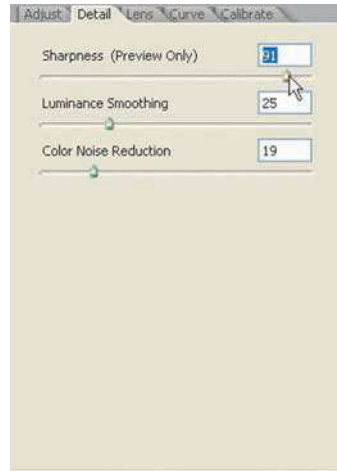 Adjust Detail Lens Curve Calibrate
Sharpness (Preview Only) 91
Luminance Smoothing 25
Color Noise Reduction 19